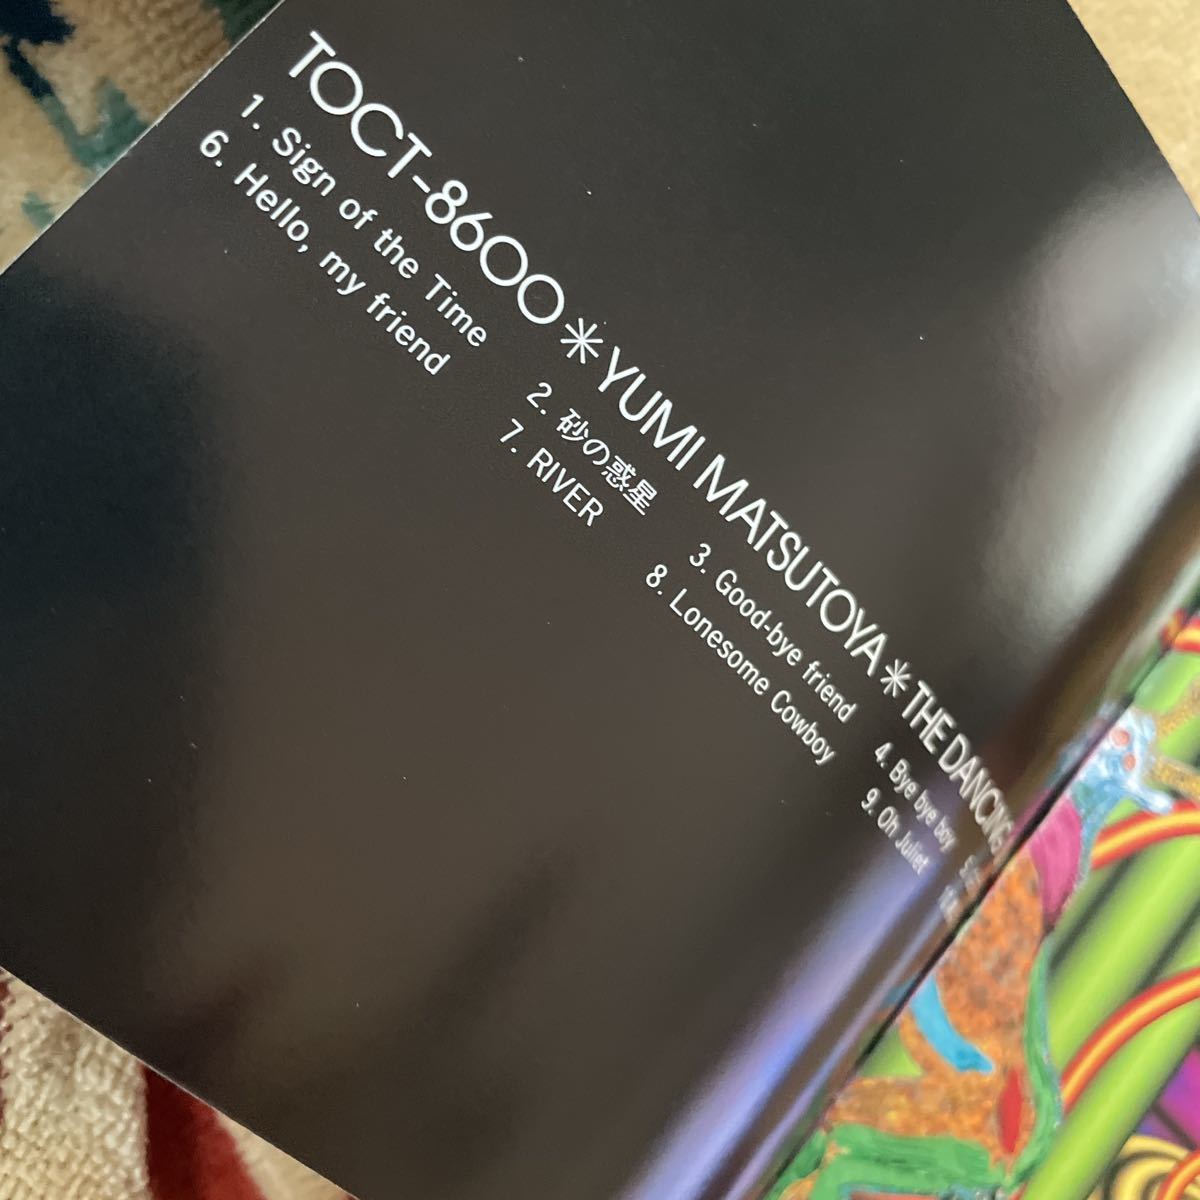 TOCT-8600＊YUMI MATSUTOYA＊THE DANCING
1. Sign of the Time 2. 砂の惑星 3. Good-bye friend 4. Bye bye boy
6. Hello, my friend 7. RIVER 8. Lonesome Cowboy 9. Oh Juliet